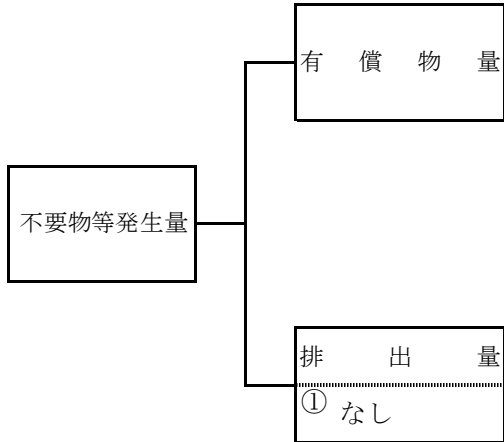 有償物量
不要物等発生量
排出量
① なし